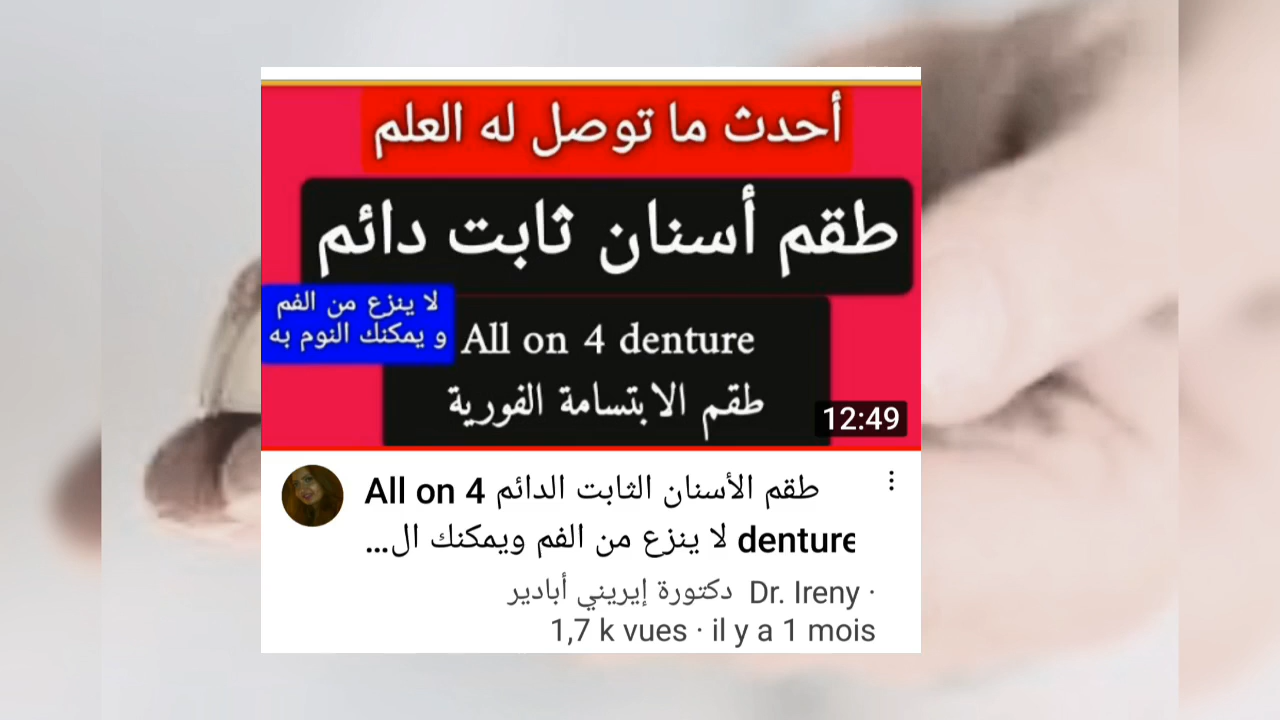 أحدث ما توصل له العلم
طقم أسنان ثابت دائم
لا ينزع من الفم
و يمكنك النوم به
All on 4 denture
طقم الابتسامة الفورية
12:49
طقم الأسنان الثابت الدائم All on 4
denture لا ينزع من الفم ويمكنك ال...
دكتورة إيريني أبادير Dr. Ireny ·
1,7 k vues · il y a 1 mois